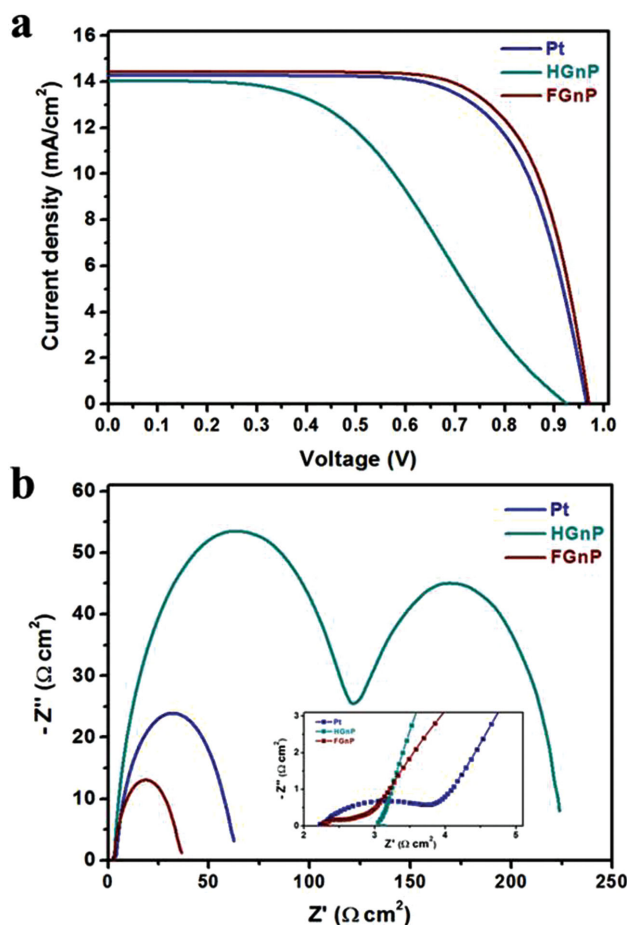 a
16
14
12
10
8
6
4
2
0
Current density (mA/cm²)
Pt
HGnP
FGnP
0.0 0.1 0.2 0.3 0.4 0.5 0.6 0.7 0.8 0.9 1.0
Voltage (V)
b
60
50
40
30
20
10
0
-Z'' (Ω cm²)
Pt
HGnP
FGnP
3
2
1
0
-Z'' (Ω cm²)
Pt
HGnP
FGnP
2 3 4 5
Z' (Ω cm²)
0 50 100 150 200 250
Z' (Ω cm²)